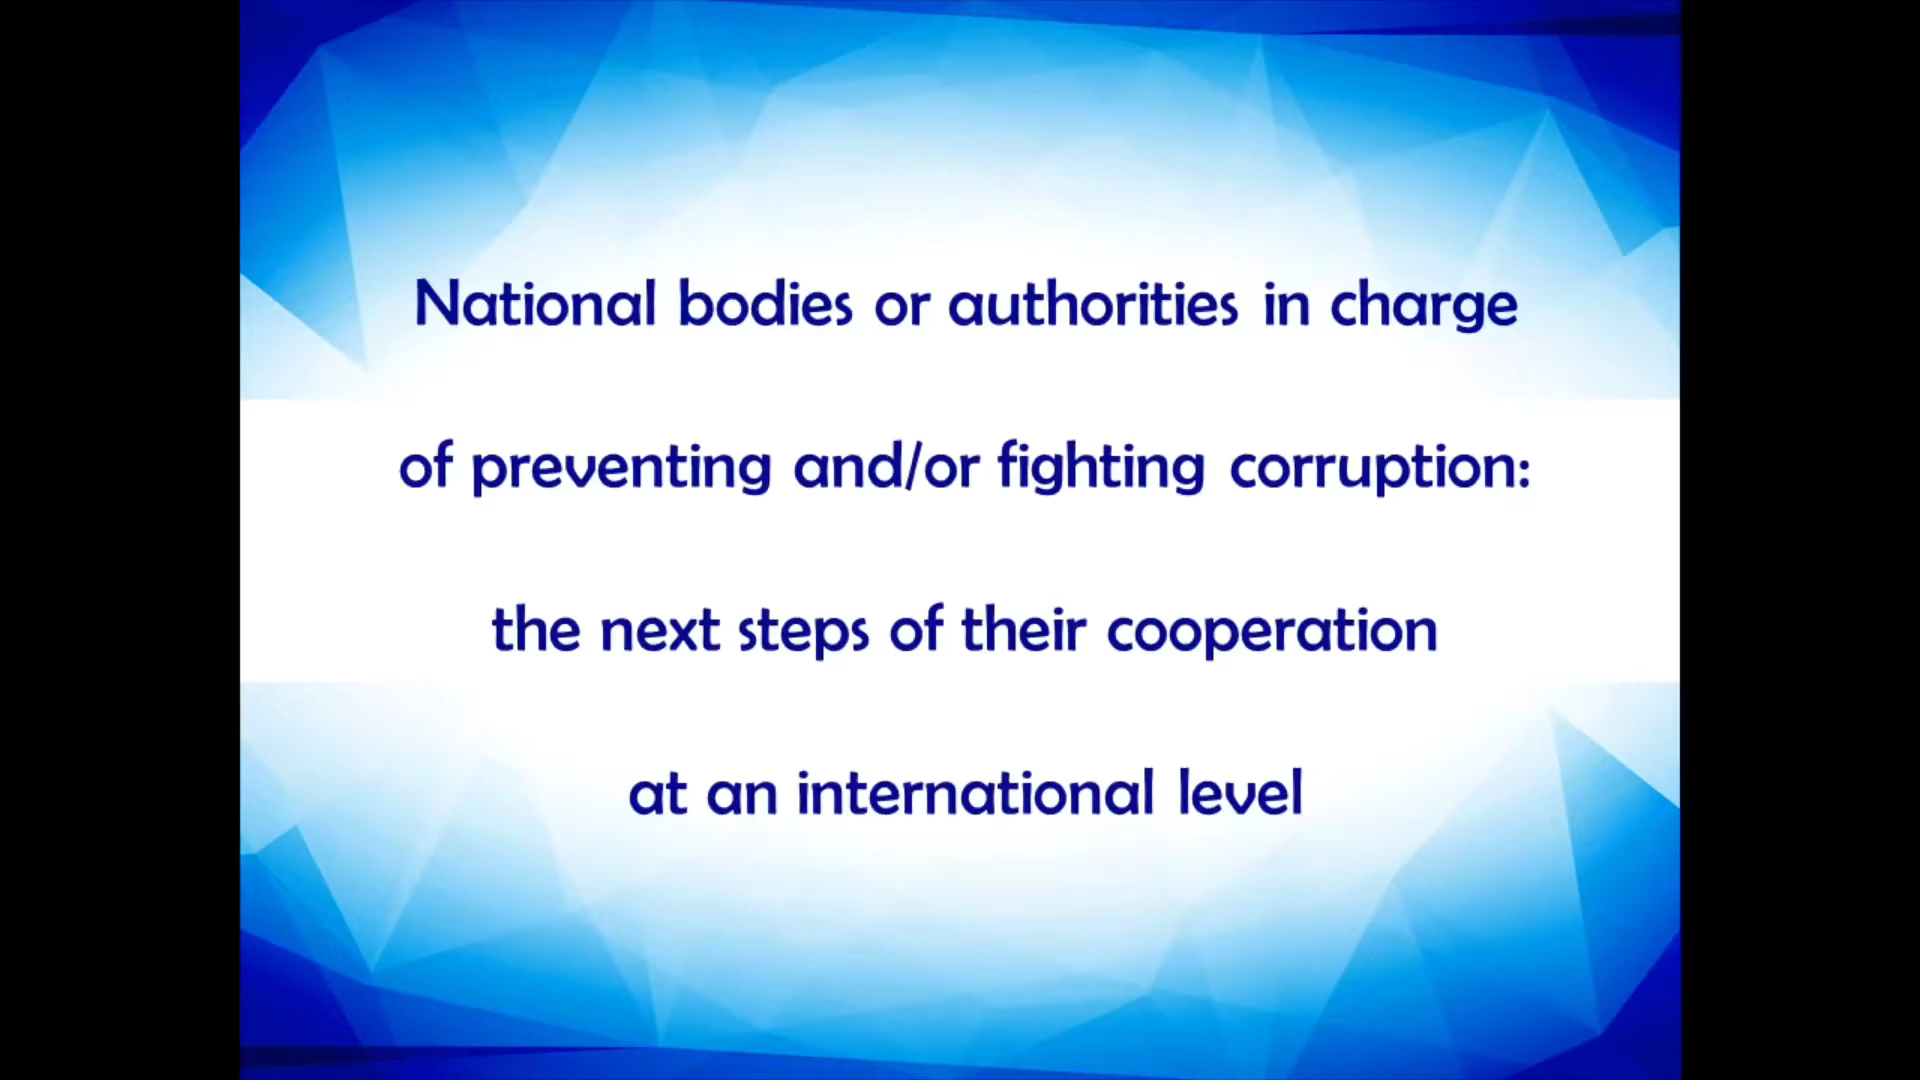 National bodies or authorities in charge
of preventing and/or fighting corruption:
the next steps of their cooperation
at an international level